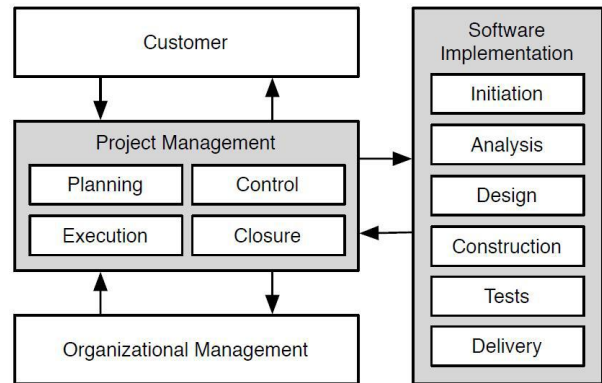 Customer
Project Management
Planning
Control
Execution
Closure
Organizational Management
Software
Implementation
Initiation
Analysis
Design
Construction
Tests
Delivery